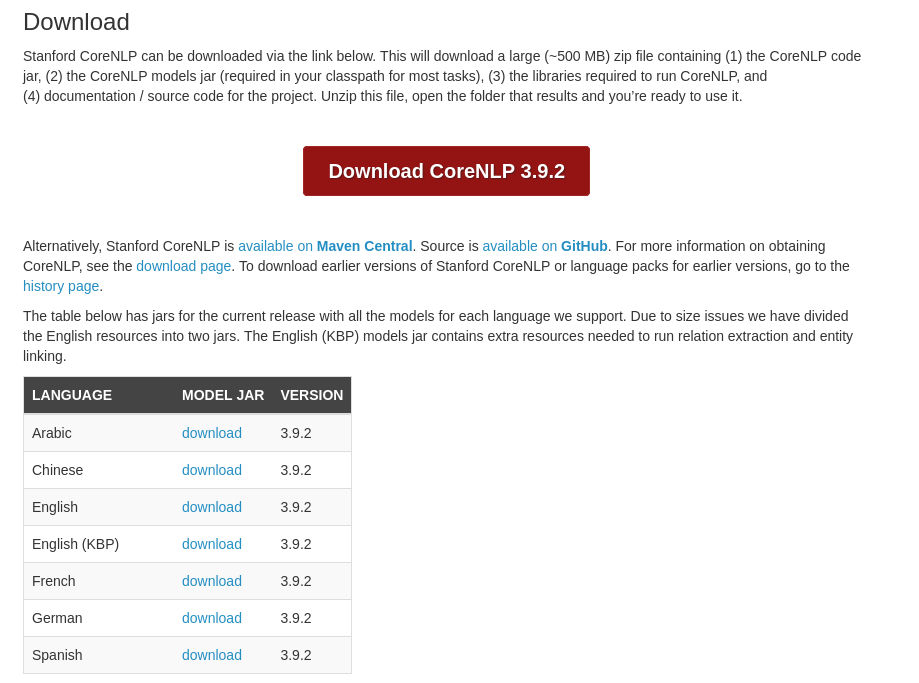 Download
Stanford CoreNLP can be downloaded via the link below. This will download a large (~500 MB) zip file containing (1) the CoreNLP code
jar, (2) the CoreNLP models jar (required in your classpath for most tasks), (3) the libraries required to run CoreNLP, and
(4) documentation / source code for the project. Unzip this file, open the folder that results and you’re ready to use it.
Download CoreNLP 3.9.2
Alternatively, Stanford CoreNLP is available on Maven Central. Source is available on GitHub. For more information on obtaining
CoreNLP, see the download page. To download earlier versions of Stanford CoreNLP or language packs for earlier versions, go to the
history page.
The table below has jars for the current release with all the models for each language we support. Due to size issues we have divided
the English resources into two jars. The English (KBP) models jar contains extra resources needed to run relation extraction and entity
linking.
LANGUAGE MODEL JAR VERSION
Arabic download 3.9.2
Chinese download 3.9.2
English download 3.9.2
English (KBP) download 3.9.2
French download 3.9.2
German download 3.9.2
Spanish download 3.9.2